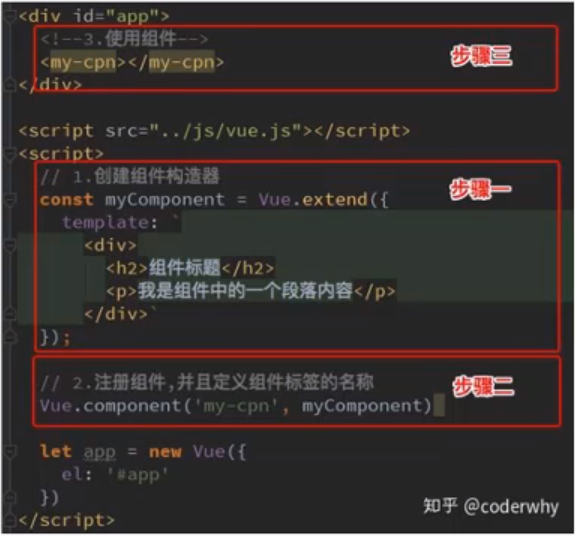 <div id="app">
<!--3.使用组件-->
<my-cpn></my-cpn>
步骤三
</div>
<script src="../js/vue.js"></script>
<script>
// 1.创建组件构造器
步骤一
const myComponent = Vue.extend({
template: `
<div>
<h2>组件标题</h2>
<p>我是组件中的一个段落内容</p>
</div>`
});
// 2.注册组件,并且定义组件标签的名称
步骤二
Vue.component('my-cpn', myComponent)
let app = new Vue({
el: '#app'
})
</script>
知乎 @coderwhy